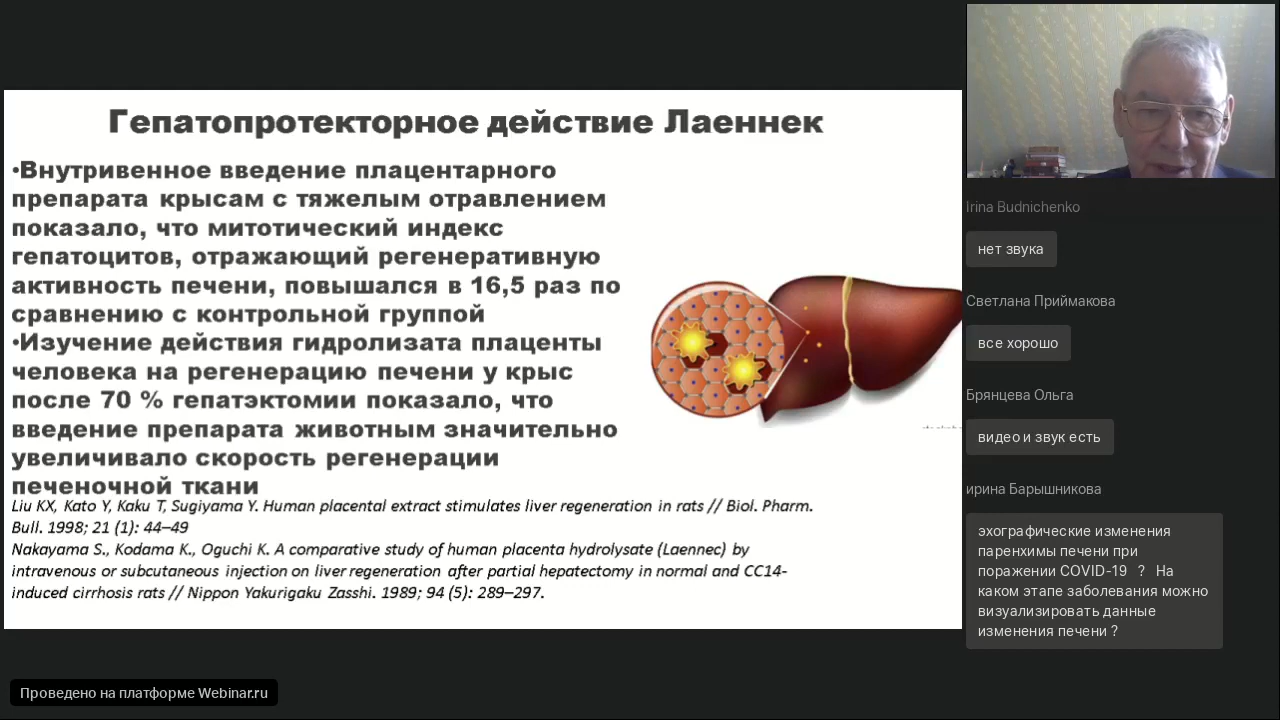 Гепатопротекторное действие Лаеннек
•Внутривенное введение плацентарного
препарата крысам с тяжелым отравлением
показало, что митотический индекс
гепатоцитов, отражающий регенеративную
активность печени, повышался в 16,5 раз по
сравнению с контрольной группой
•Изучение действия гидролизата плаценты
человека на регенерацию печени у крыс
после 70 % гепатэктомии показало, что
введение препарата животным значительно
увеличивало скорость регенерации
печеночной ткани
Liu KX, Kato Y, Kaku T, Sugiyama Y. Human placental extract stimulates liver regeneration in rats // Biol. Pharm.
Bull. 1998; 21 (1): 44–49
Nakayama S., Kodama K., Oguchi K. A comparative study of human placenta hydrolysate (Laennec) by
intravenous or subcutaneous injection on liver regeneration after partial hepatectomy in normal and CC14-
induced cirrhosis rats // Nippon Yakurigaku Zasshi. 1989; 94 (5): 289–297.
Irina Budnichenko
нет звука
Светлана Приймакова
все хорошо
Брянцева Ольга
видео и звук есть
ирина Барышникова
эхографические изменения
паренхимы печени при
поражении COVID-19 ? На
каком этапе заболевания можно
визуализировать данные
изменения печени ?
Проведено на платформе Webinar.ru